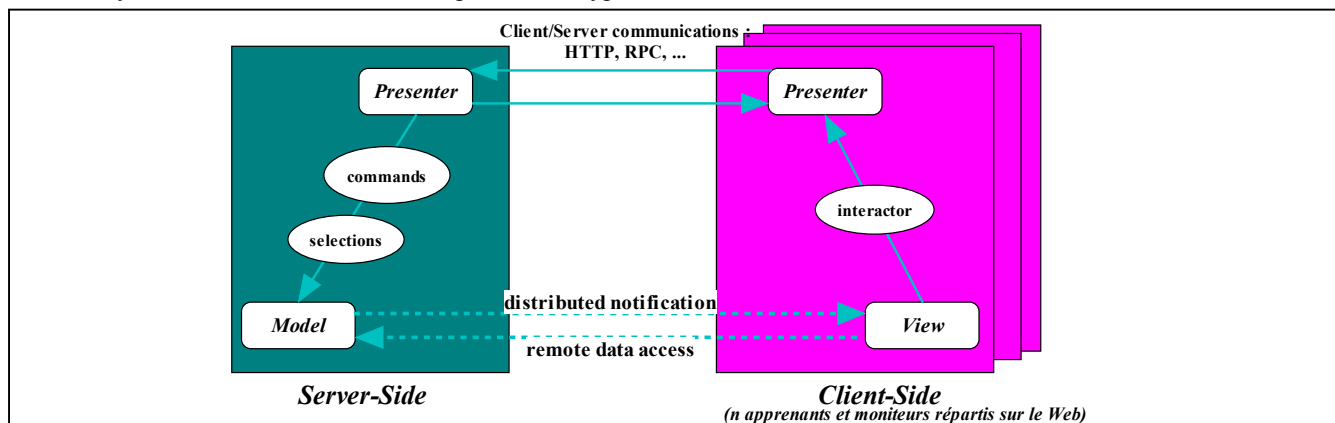 Client/Server communications :
HTTP, RPC, ...
Presenter
Presenter
commands
interactor
selections
distributed notification
Model
View
remote data access
Server-Side
Client-Side
(n apprenants et moniteurs répartis sur le Web)